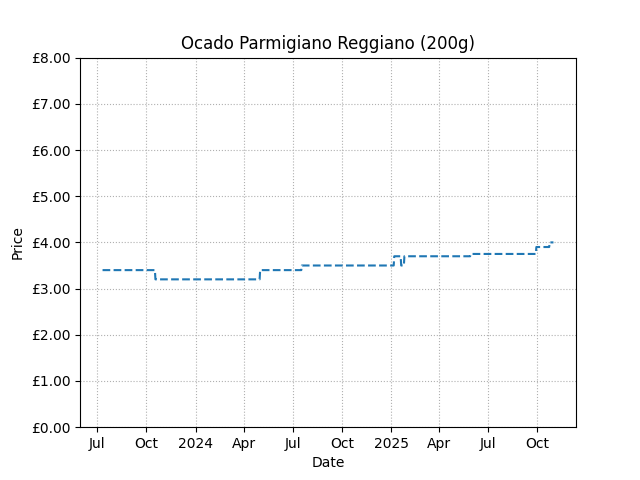 Ocado Parmigiano Reggiano (200g)
£8.00
£7.00
£6.00
£5.00
£4.00
£3.00
£2.00
£1.00
£0.00
Price
Jul Oct 2024 Apr Jul Oct 2025 Apr Jul Oct
Date